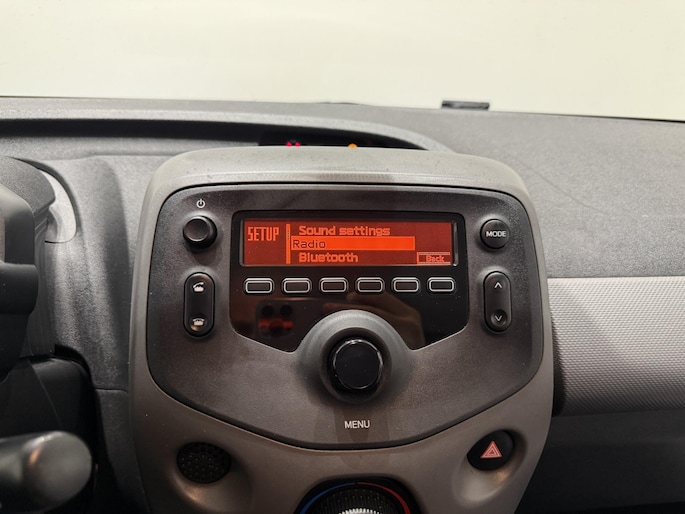 SETUP
Sound settings
Radio
Bluetooth
Back
MODE
MENU